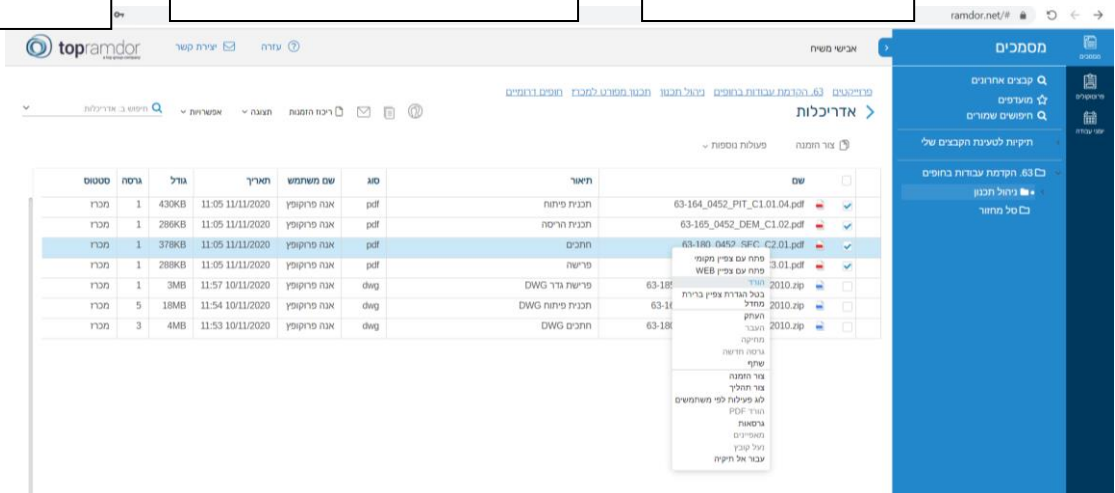 ramdor.net/#
מסמכים
מסמכים
פרוטוקולים
יומני עבודה
קבצים אחרונים
מועדפים
חיפושים שמורים
תיקיות לטעינת הקבצים שלי
63. הקדמת עבודות בחופים
ניהול תכנון
סל מחזור
אבישי משיח
עזרה
יצירת קשר
topramdor
פרוייקטים 63. הקדמת עבודות בחופים ניהול תכנון תכנון מפורט למכרז חופים דרומיים
אדריכלות
ריכוז הזמנות תצוגה אפשרויות חיפוש ב: אדריכלות
צור הזמנה פעולות נוספות
שם תיאור סוג שם משתמש תאריך גודל גרסה סטטוס
63-164_0452_PIT_C1.01.04.pdf תכנית פיתוח pdf אנה פרוקופץ 11:05 11/11/2020 430KB 1 מכרז
63-165_0452_DEM_C1.02.pdf תכנית הריסה pdf אנה פרוקופץ 11:05 11/11/2020 286KB 1 מכרז
63-180_0452_SEC_C2.01.pdf חתכים pdf אנה פרוקופץ 11:05 11/11/2020 378KB 1 מכרז
3.01.pdf פרישה pdf אנה פרוקופץ 11:05 11/11/2020 288KB 1 מכרז
63-185 2010.zip פרישת גדר DWG dwg אנה פרוקופץ 11:57 10/11/2020 3MB 1 מכרז
63-16 2010.zip תכנית פיתוח DWG dwg אנה פרוקופץ 11:54 10/11/2020 18MB 5 מכרז
63-180 2010.zip חתכים DWG dwg אנה פרוקופץ 11:53 10/11/2020 4MB 3 מכרז
פתח עם צפיין מקומי
פתח עם צפיין WEB
הורד
בטל הגדרת צפיין ברירת
מחדל
העתק
העבר
מחיקה
גרסה חדשה
שתף
צור הזמנה
צור תהליך
לוג פעילות לפי משתמשים
הורד PDF
גרסאות
מאפיינים
נעל קובץ
עבור אל תיקיה